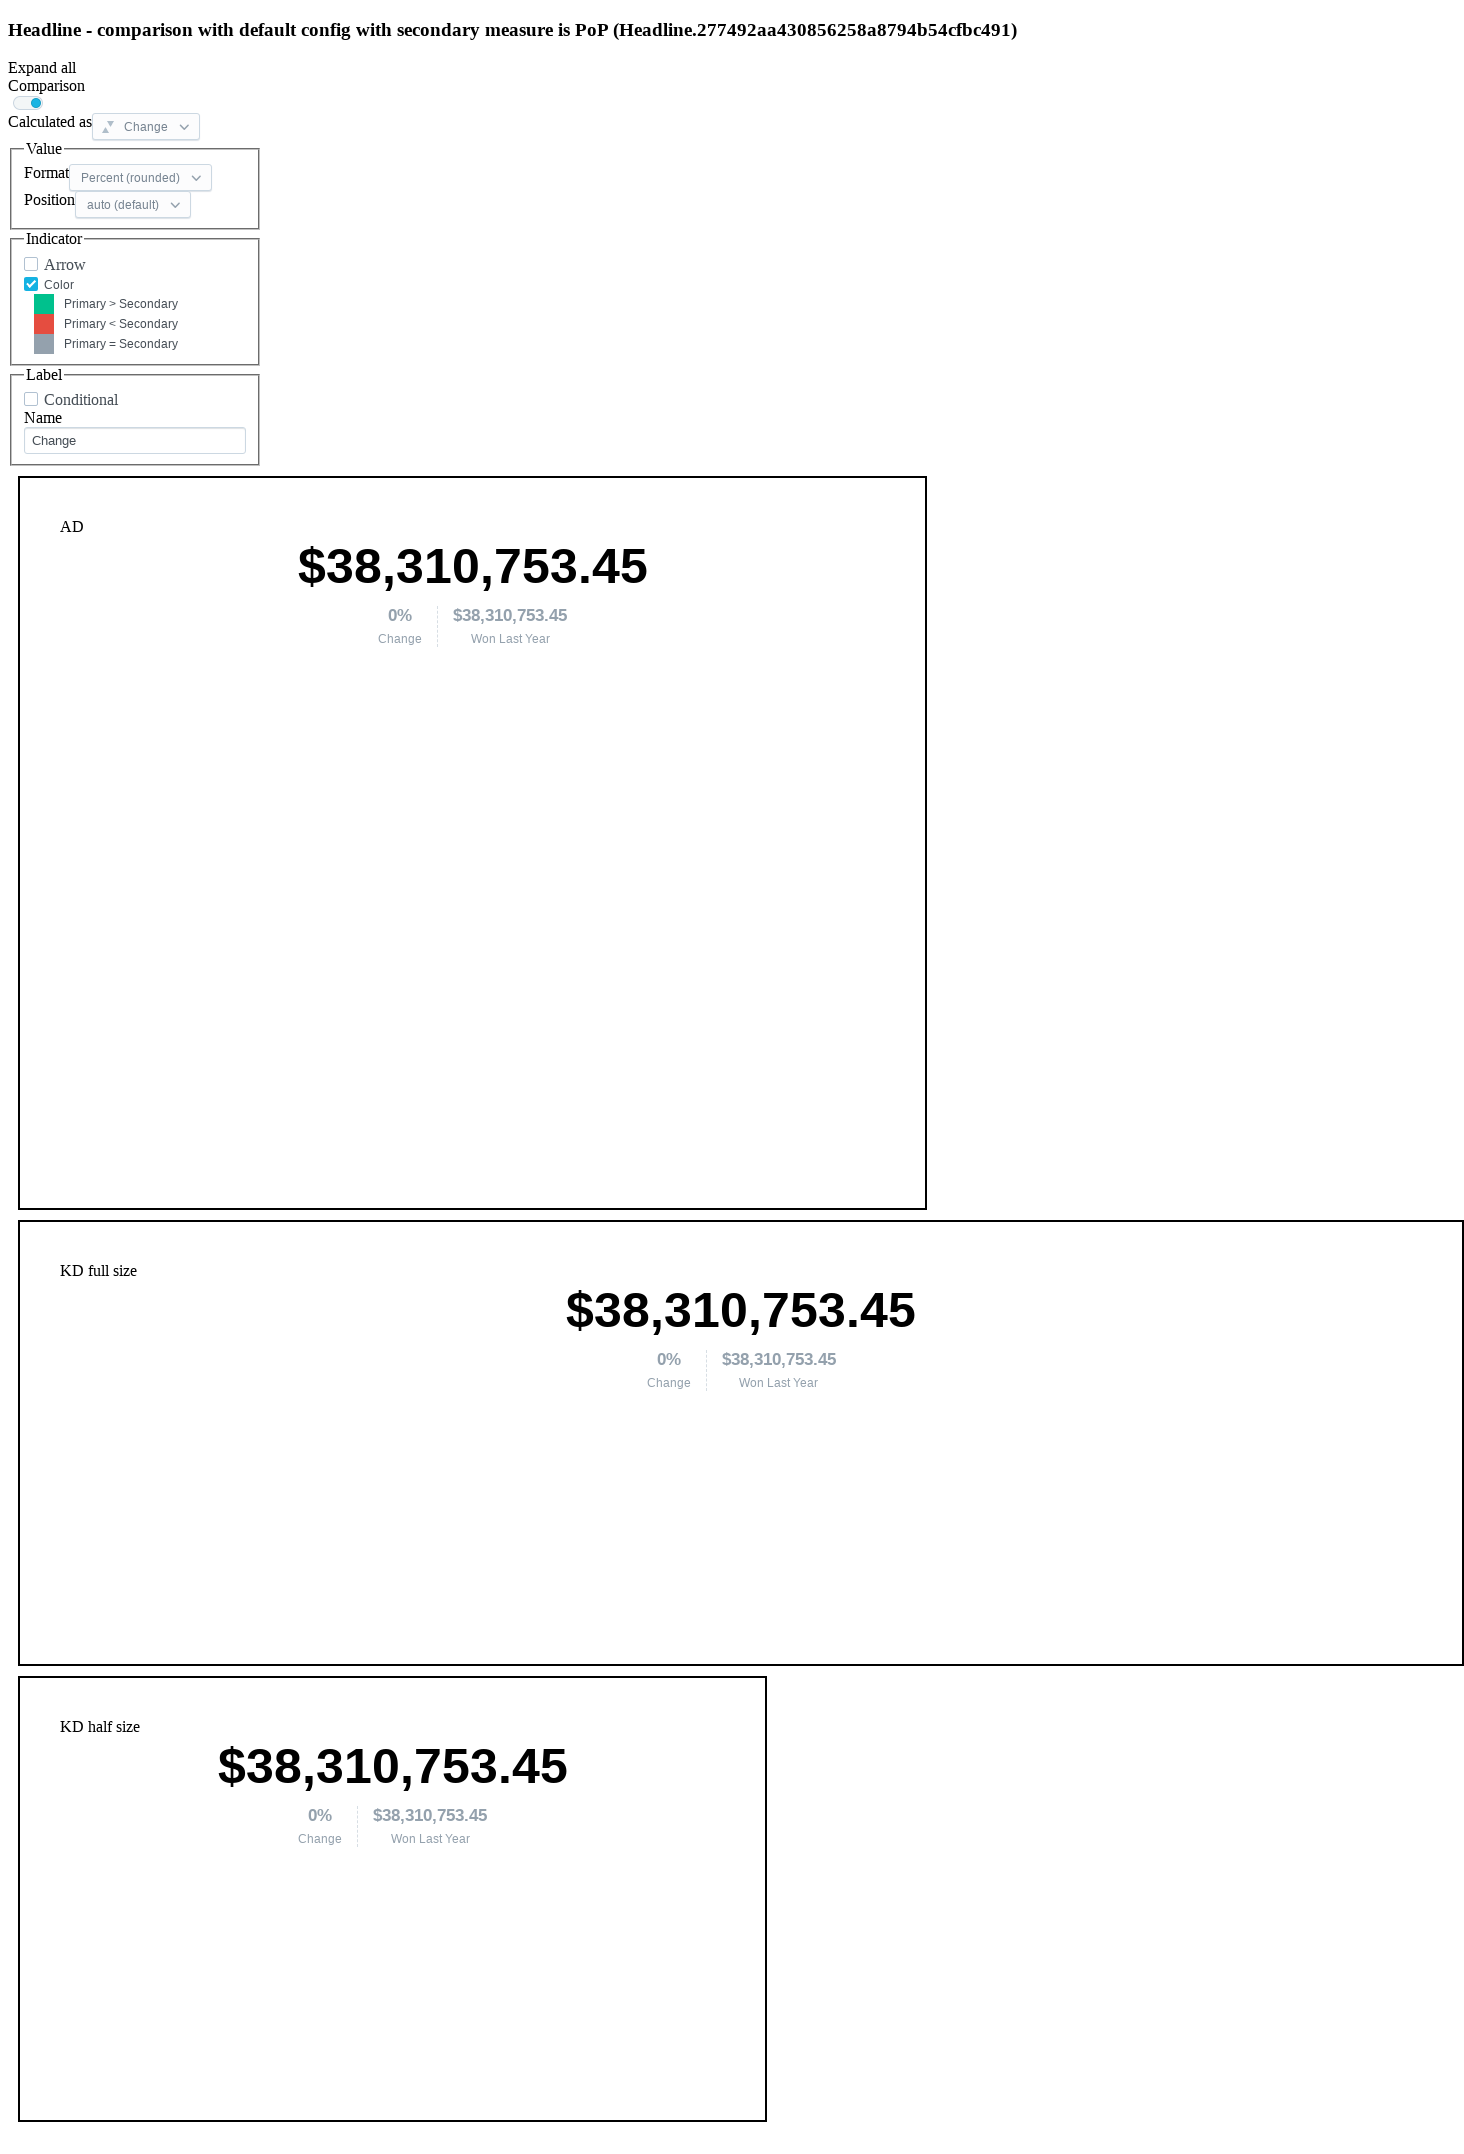 Headline - comparison with default config with secondary measure is PoP (Headline.277492aa430856258a8794b54cfbc491)
Expand all
Comparison
Calculated as Change
Value
Format Percent (rounded)
Position auto (default)
Indicator
Arrow
Color
Primary > Secondary
Primary < Secondary
Primary = Secondary
Label
Conditional
Name
Change
AD
$38,310,753.45
0% $38,310,753.45
Change Won Last Year
KD full size
$38,310,753.45
0% $38,310,753.45
Change Won Last Year
KD half size
$38,310,753.45
0% $38,310,753.45
Change Won Last Year